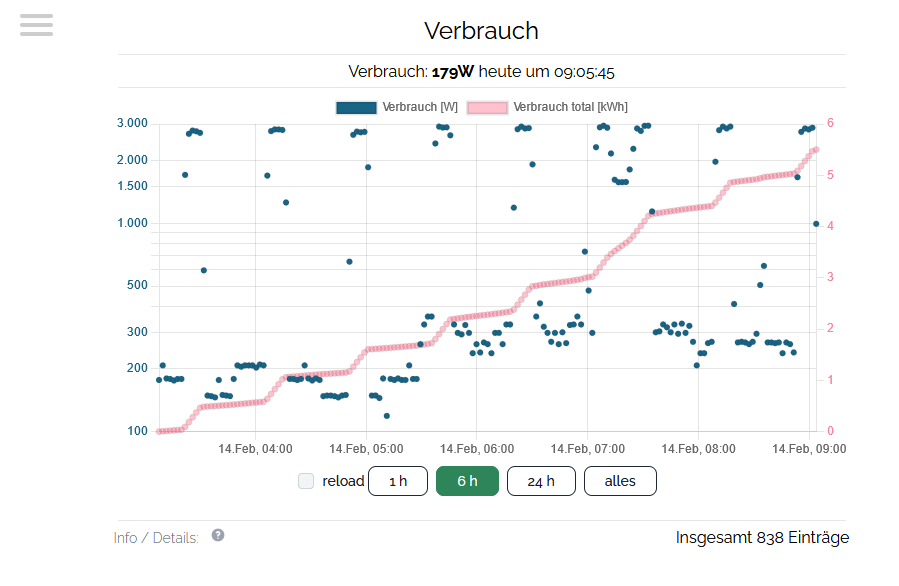 Verbrauch
Verbrauch: 179W heute um 09:05:45
Verbrauch [W] Verbrauch total [kWh]
3.000 6
2.000
5
1.500
1.000 4
500 3
300 2
200 1
100 0
14.Feb, 04:00 14.Feb, 05:00 14.Feb, 06:00 14.Feb, 07:00 14.Feb, 08:00 14.Feb, 09:00
reload 1 h 6 h 24 h alles
Info / Details: ? Insgesamt 838 Einträge